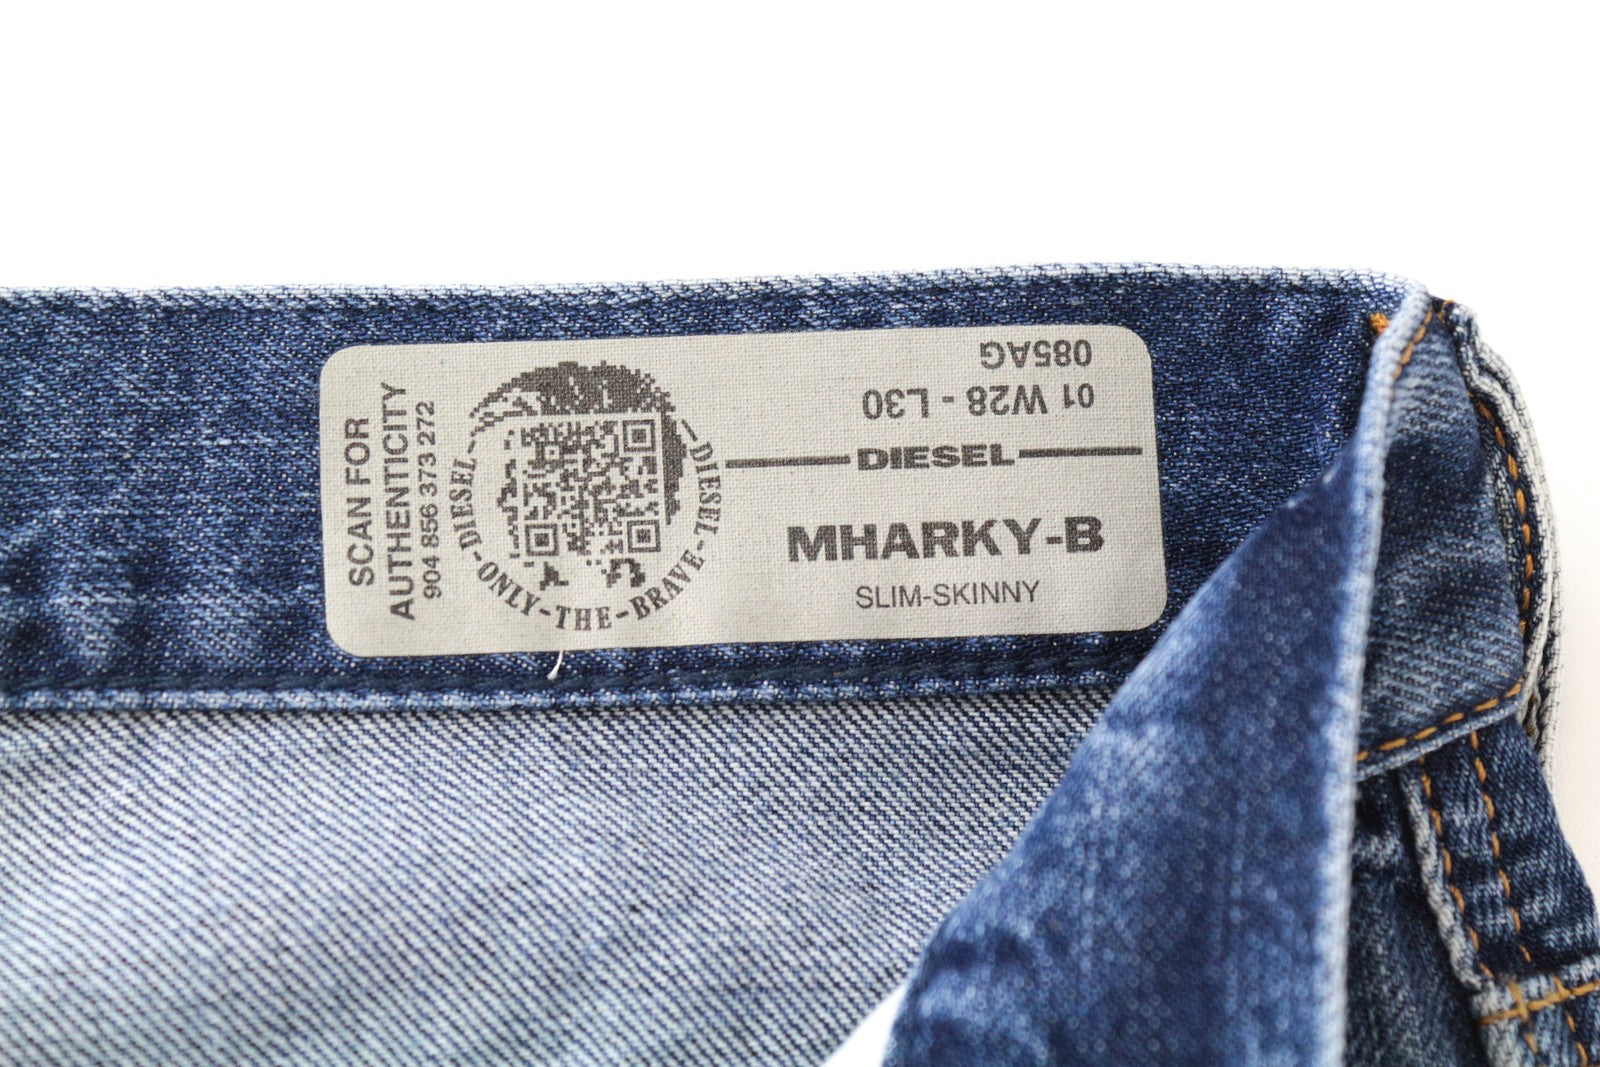 SCAN FOR
AUTHENTICITY
904 856 373 272
DIESEL-ONLY-THE-BRAVE-DIESEL
01 W28 - L30
085AG
DIESEL
MHARKY-B
SLIM-SKINNY